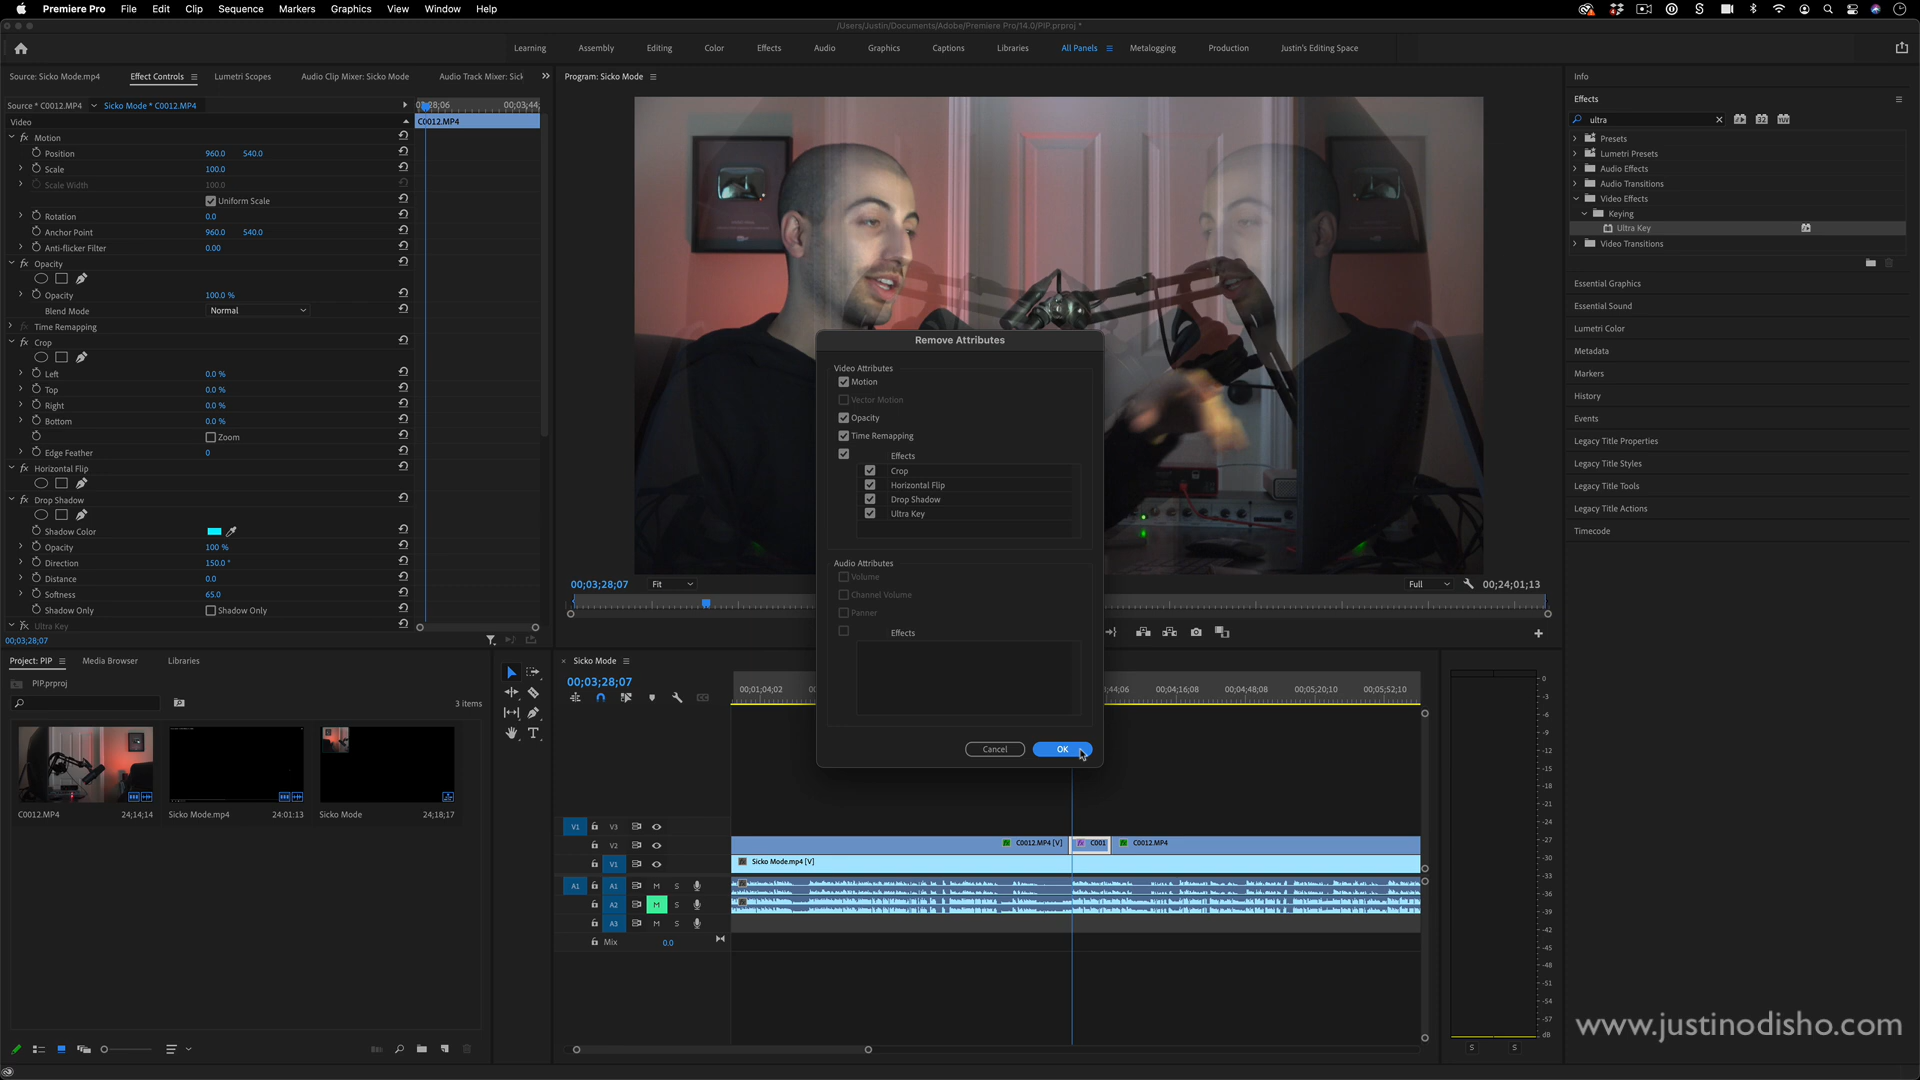 Premiere Pro File Edit Clip Sequence Markers Graphics View Window Help
/Users/Justin/Documents/Adobe/Premiere Pro/14.0/PIP.prproj *
Learning Assembly Editing Color Effects Audio Graphics Captions Libraries All Panels Metalogging Production Justin's Editing Space
Source: Sicko Mode.mp4 Effect Controls Lumetri Scopes Audio Clip Mixer: Sicko Mode Audio Track Mixer: Sick
Source * C0012.MP4 Sicko Mode * C0012.MP4
00;03;44;
Video
C0012.MP4
fx Motion
Position 960.0 540.0
Scale 100.0
Scale Width 100.0
Uniform Scale
Rotation 0.0
Anchor Point 960.0 540.0
Anti-flicker Filter 0.00
fx Opacity
Opacity 100.0 %
Blend Mode Normal
fx Time Remapping
fx Crop
Left 0.0 %
Top 0.0 %
Right 0.0 %
Bottom 0.0 %
Zoom
Edge Feather 0
fx Horizontal Flip
fx Drop Shadow
Shadow Color
Opacity 100 %
Direction 150.0 °
Distance 0.0
Softness 65.0
Shadow Only Shadow Only
fx Ultra Key
00;03;28;07
Program: Sicko Mode
Remove Attributes
Video Attributes
Motion
Vector Motion
Opacity
Time Remapping
Effects
Crop
Horizontal Flip
Drop Shadow
Ultra Key
Audio Attributes
Volume
Channel Volume
Panner
Effects
Cancel OK
00;03;28;07 Fit Full 00;24;01;13
Info
Effects
ultra
Presets
Lumetri Presets
Audio Effects
Audio Transitions
Video Effects
Keying
Ultra Key
Video Transitions
Essential Graphics
Essential Sound
Lumetri Color
Metadata
Markers
History
Events
Legacy Title Properties
Legacy Title Styles
Legacy Title Tools
Legacy Title Actions
Timecode
Project: PIP Media Browser Libraries
PIP.prproj
3 items
C0012.MP4 24;14;14
Sicko Mode.mp4 24:01:13
Sicko Mode 24;18;17
Sicko Mode
00;03;28;07
00;01;04;02 44;06 00;04;16;08 00;04;48;08 00;05;20;10 00;05;52;10
V1 V3
V2 C0012.MP4 [V] C001 C0012.MP4
V1 Sicko Mode.mp4 [V]
A1 A1 M S
A2 M S
A3 M S
Mix 0.0
0
-3
-6
-9
-12
-15
-18
-21
-24
-27
-30
-33
-36
-39
-42
-45
-48
-51
-54
-57
dB
S S
www.justinodisho.com